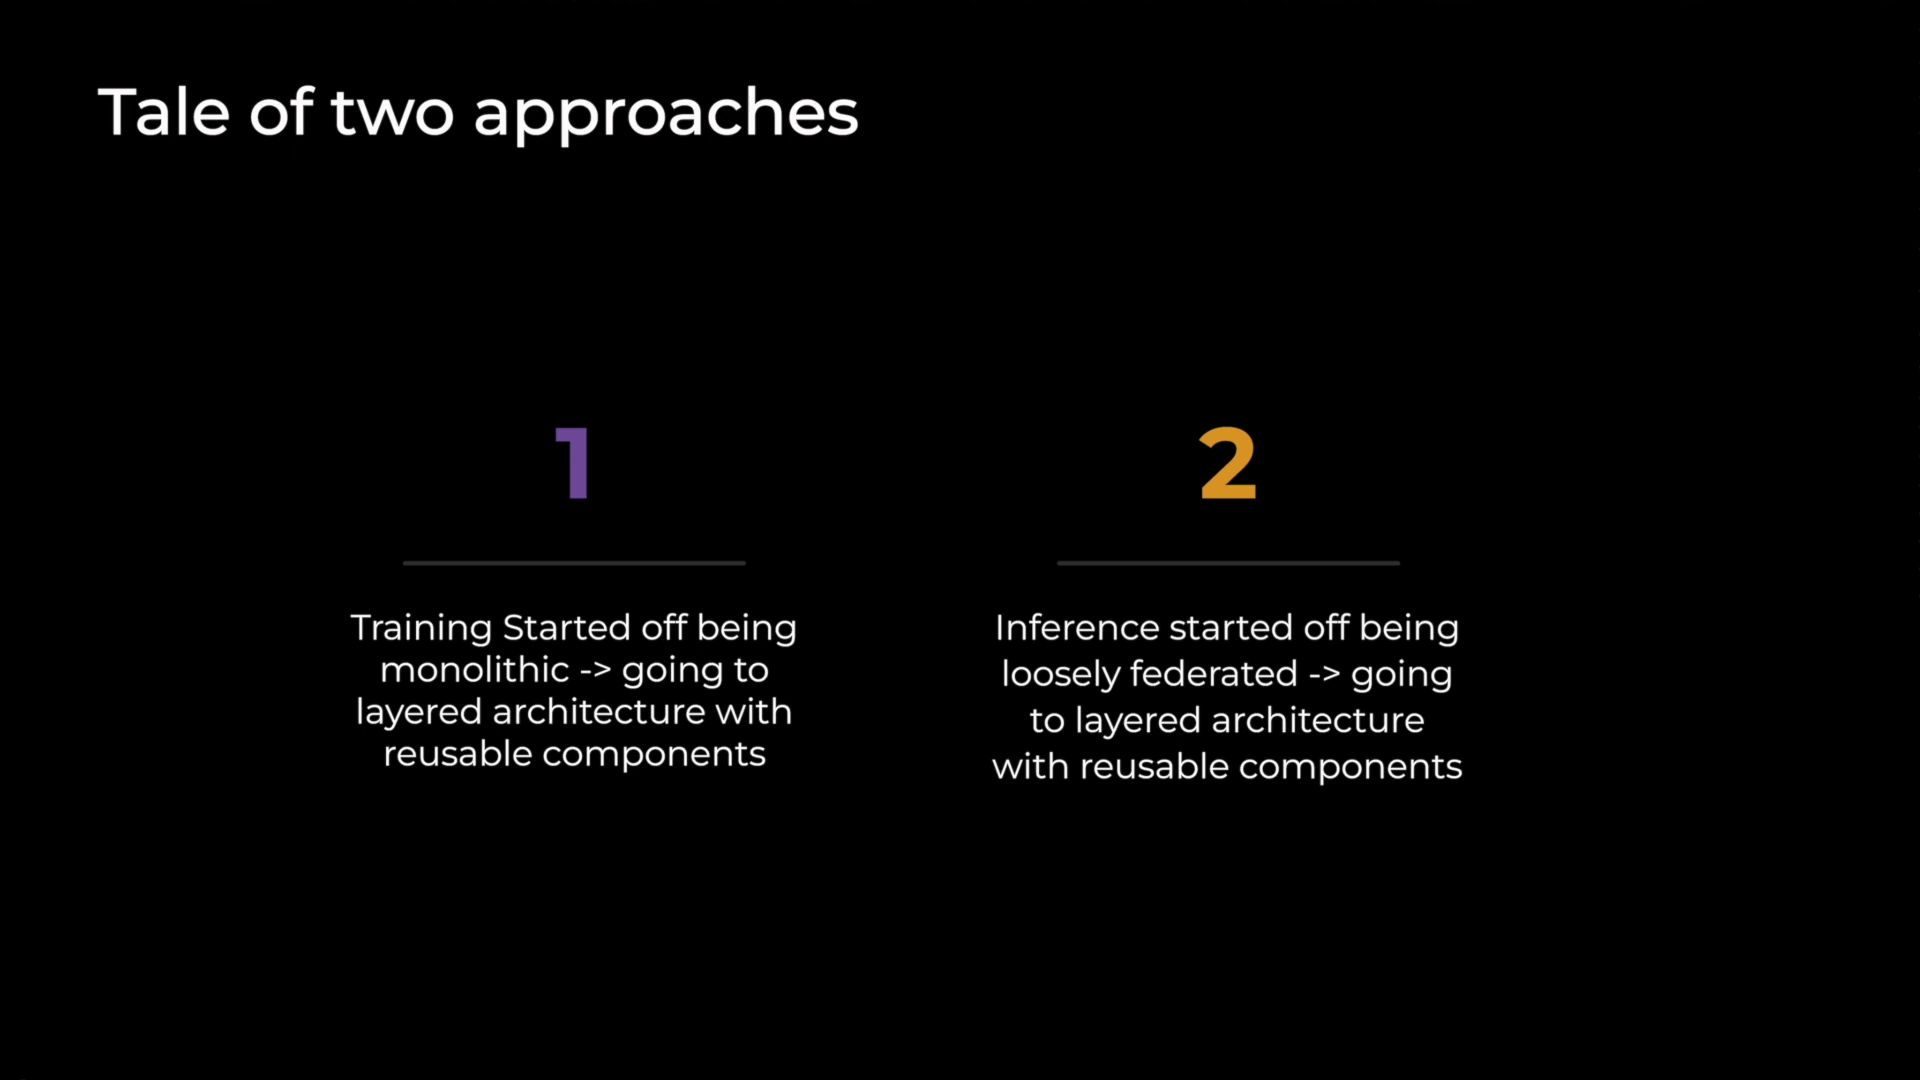 Tale of two approaches
1
Training Started off being
monolithic -> going to
layered architecture with
reusable components
2
Inference started off being
loosely federated -> going
to layered architecture
with reusable components